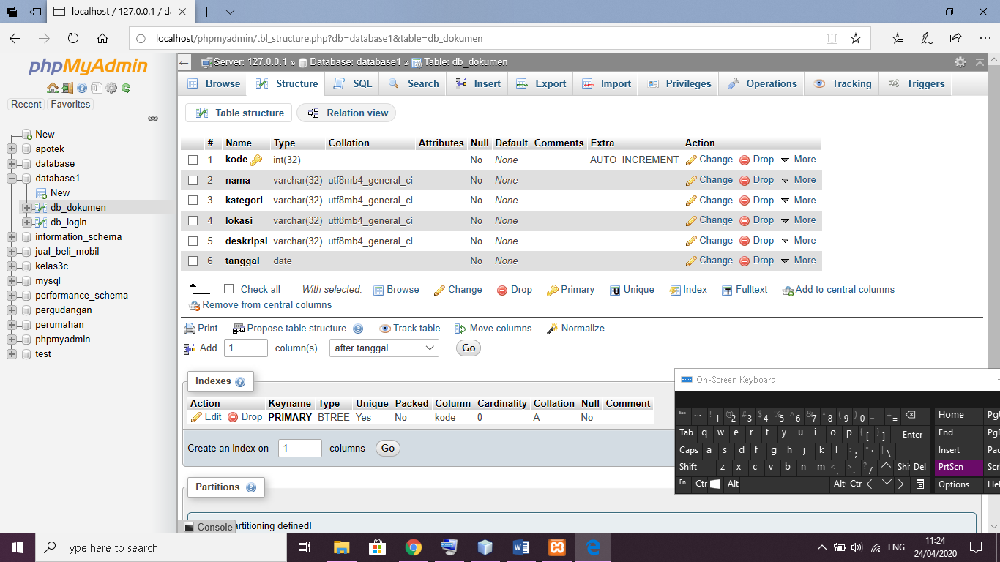 localhost / 127.0.0.1 / d
localhost/phpmyadmin/tbl_structure.php?db=database1&table=db_dokumen
phpMyAdmin
Recent Favorites
New
apotek
database
database1
New
db_dokumen
db_login
information_schema
jual_beli_mobil
kelas3c
mysql
performance_schema
pergudangan
perumahan
phpmyadmin
test
Server: 127.0.0.1 » Database: database1 » Table: db_dokumen
Browse Structure SQL Search Insert Export Import Privileges Operations Tracking Triggers
Table structure Relation view
# Name Type Collation Attributes Null Default Comments Extra Action
1 kode int(32) No None AUTO_INCREMENT Change Drop More
2 nama varchar(32) utf8mb4_general_ci No None Change Drop More
3 kategori varchar(32) utf8mb4_general_ci No None Change Drop More
4 lokasi varchar(32) utf8mb4_general_ci No None Change Drop More
5 deskripsi varchar(32) utf8mb4_general_ci No None Change Drop More
6 tanggal date No None Change Drop More
Check all With selected: Browse Change Drop Primary Unique Index Fulltext Add to central columns
Remove from central columns
Print Propose table structure Track table Move columns Normalize
Add 1 column(s) after tanggal Go
Indexes
Action Keyname Type Unique Packed Column Cardinality Collation Null Comment
Edit Drop PRIMARY BTREE Yes No kode 0 A No
Create an index on 1 columns Go
Partitions
artitioning defined!
Console
On-Screen Keyboard
Esc ~ ` ! 1 @ 2 # 3 $ 4 % 5 ^ 6 & 7 * 8 ( 9 ) 0 _ - + = Home PgU
Tab q w e r t y u i o p { [ } ] Enter End PgD
Caps a s d f g h j k l : ; " ' | \ Insert Pau
Shift z x c v b n m < , > . ? / Shi Del PrtScn Scr
Fn Ctr Alt Alt Ctr Options Hel
Type here to search
ENG
11:24
24/04/2020